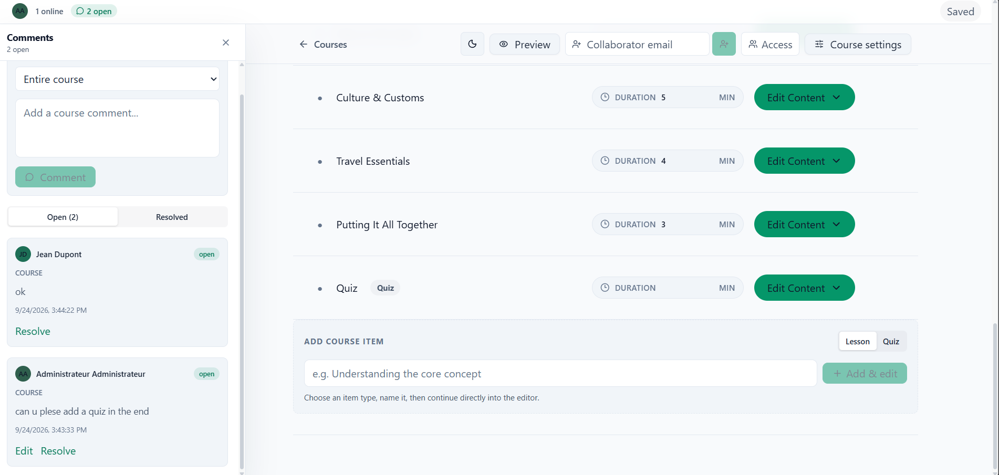 AA 1 online 2 open Saved
Comments
2 open
Entire course
Add a course comment...
Comment
Open (2) Resolved
JD Jean Dupont open
COURSE
ok
9/24/2026, 3:44:22 PM
Resolve
AA Administrateur Administrateur open
COURSE
can u plese add a quiz in the end
9/24/2026, 3:43:33 PM
Edit Resolve
Courses Preview Collaborator email Access Course settings
Culture & Customs DURATION 5 MIN Edit Content
Travel Essentials DURATION 4 MIN Edit Content
Putting It All Together DURATION 3 MIN Edit Content
Quiz Quiz DURATION MIN Edit Content
ADD COURSE ITEM Lesson Quiz
e.g. Understanding the core concept + Add & edit
Choose an item type, name it, then continue directly into the editor.